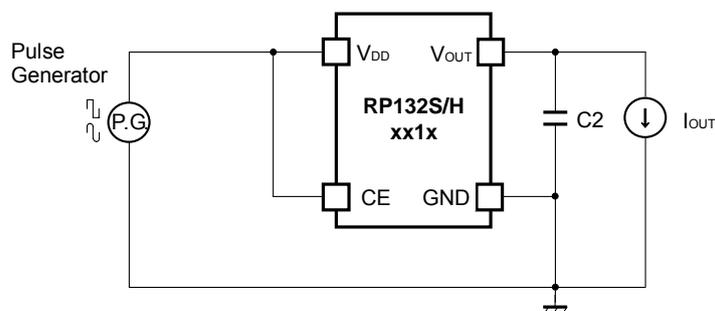 Pulse
Generator
P.G.
VDD
VOUT
RP132S/H
xx1x
C2
IOUT
CE
GND